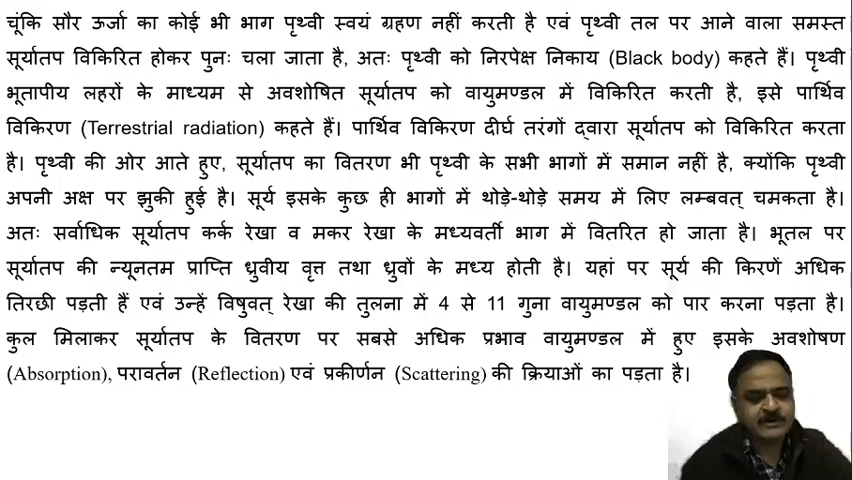 चूंकि सौर ऊर्जा का कोई भी भाग पृथ्वी स्वयं ग्रहण नहीं करती है एवं पृथ्वी तल पर आने वाला समस्त
सूर्यातप विकिरित होकर पुनः चला जाता है, अतः पृथ्वी को निरपेक्ष निकाय (Black body) कहते हैं। पृथ्वी
भूतापीय लहरों के माध्यम से अवशोषित सूर्यातप को वायुमण्डल में विकिरित करती है, इसे पार्थिव
विकिरण (Terrestrial radiation) कहते हैं। पार्थिव विकिरण दीर्घ तरंगों द्वारा सूर्यातप को विकिरित करता
है। पृथ्वी की ओर आते हुए, सूर्यातप का वितरण भी पृथ्वी के सभी भागों में समान नहीं है, क्योंकि पृथ्वी
अपनी अक्ष पर झुकी हुई है। सूर्य इसके कुछ ही भागों में थोड़े-थोड़े समय में लिए लम्बवत् चमकता है।
अतः सर्वाधिक सूर्यातप कर्क रेखा व मकर रेखा के मध्यवर्ती भाग में वितरित हो जाता है। भूतल पर
सूर्यातप की न्यूनतम प्राप्ति ध्रुवीय वृत्त तथा ध्रुवों के मध्य होती है। यहां पर सूर्य की किरणें अधिक
तिरछी पड़ती हैं एवं उन्हें विषुवत् रेखा की तुलना में 4 से 11 गुना वायुमण्डल को पार करना पड़ता है।
कुल मिलाकर सूर्यातप के वितरण पर सबसे अधिक प्रभाव वायुमण्डल में हुए इसके अवशोषण
(Absorption), परावर्तन (Reflection) एवं प्रकीर्णन (Scattering) की क्रियाओं का पड़ता है।